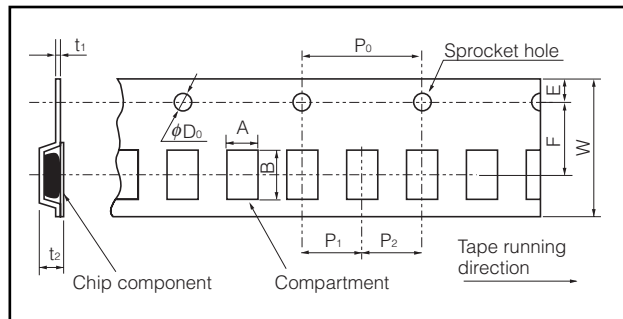 t1
P0
Sprocket hole
E
ϕD0
A
B
F
W
t2
P1
P2
Tape running
direction
Chip component
Compartment